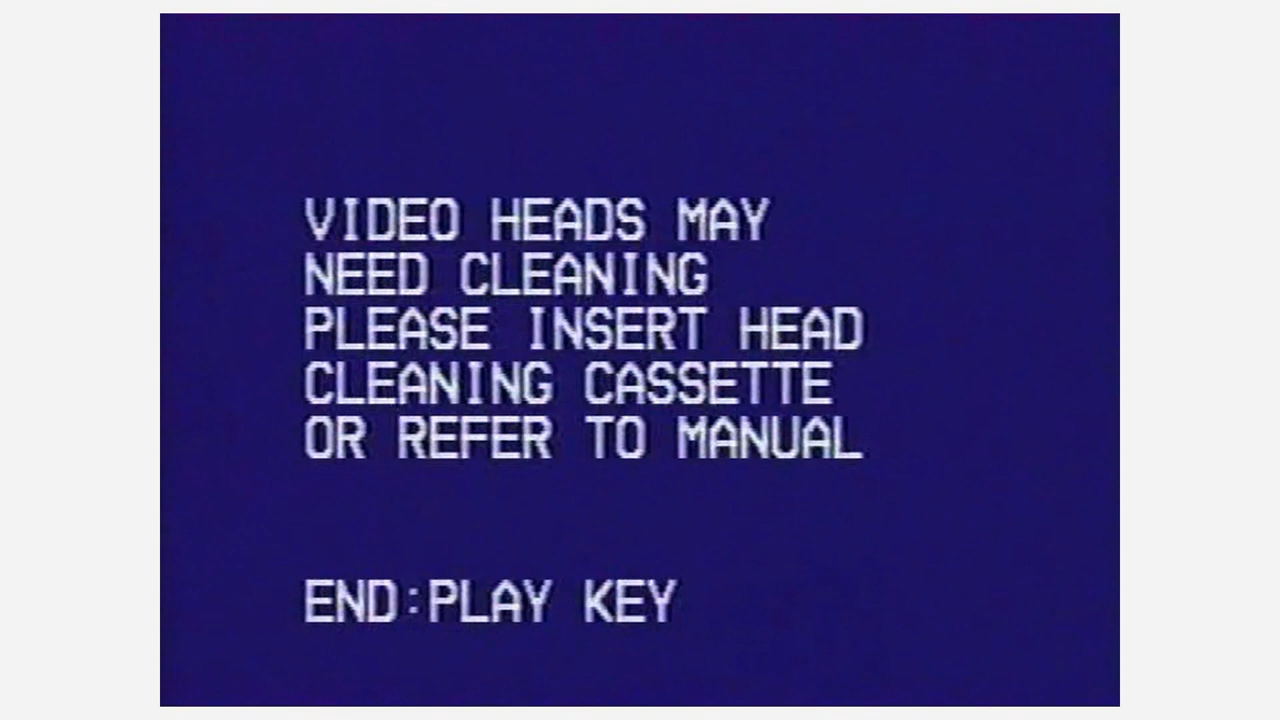 VIDEO HEADS MAY
NEED CLEANING
PLEASE INSERT HEAD
CLEANING CASSETTE
OR REFER TO MANUAL
END:PLAY KEY